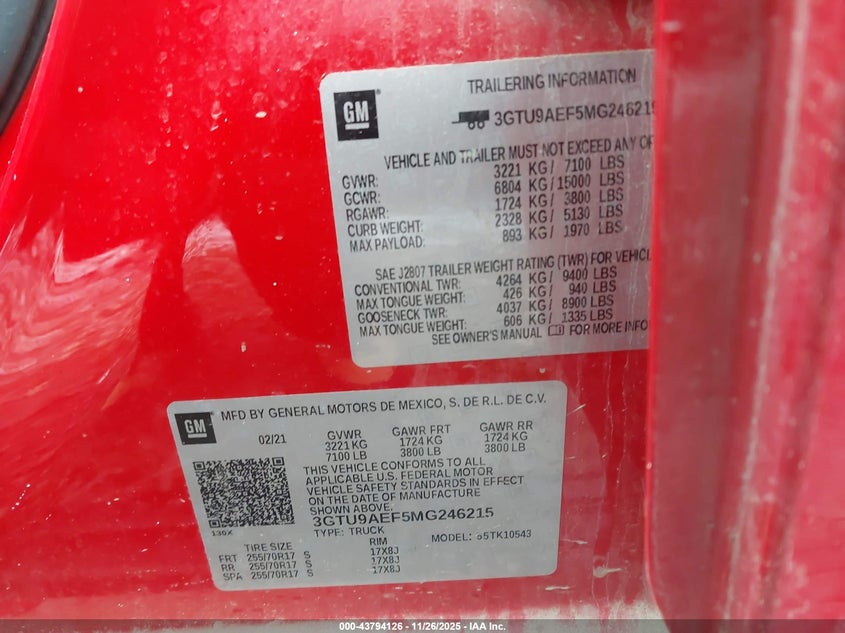 GM
TRAILERING INFORMATION
3GTU9AEF5MG246215
VEHICLE AND TRAILER MUST NOT EXCEED ANY OF
GVWR: 3221 KG / 7100 LBS
GCWR: 6804 KG / 15000 LBS
RGAWR: 1724 KG / 3800 LBS
CURB WEIGHT: 2328 KG / 5130 LBS
MAX PAYLOAD: 893 KG / 1970 LBS
SAE J2807 TRAILER WEIGHT RATING (TWR) FOR
CONVENTIONAL TWR: 4264 KG / 9400 LBS
MAX TONGUE WEIGHT: 426 KG / 940 LBS
GOOSENECK TWR: 4037 KG / 8900 LBS
MAX TONGUE WEIGHT: 606 KG / 1335 LBS
SEE OWNER'S MANUAL FOR MORE
GM
MFD BY GENERAL MOTORS DE MEXICO, S. DE R.L. DE C.V.
02/21 GVWR GAWR FRT GAWR RR
3221 KG 1724 KG 1724 KG
7100 LB 3800 LB 3800 LB
THIS VEHICLE CONFORMS TO ALL
APPLICABLE U.S. FEDERAL MOTOR
VEHICLE SAFETY STANDARDS IN EFFECT
ON THE DATE OF MANUFACTURE
SHOWN ABOVE.
3GTU9AEF5MG246215
130X TYPE: TRUCK MODEL: TK10543
TIRE SIZE RIM
FRT 255/70R17 S 17X8J
RR 255/70R17 S 17X8J
SPA 255/70R17 S 17X8J
000-43794126 - 11/26/2025 - IAA Inc.